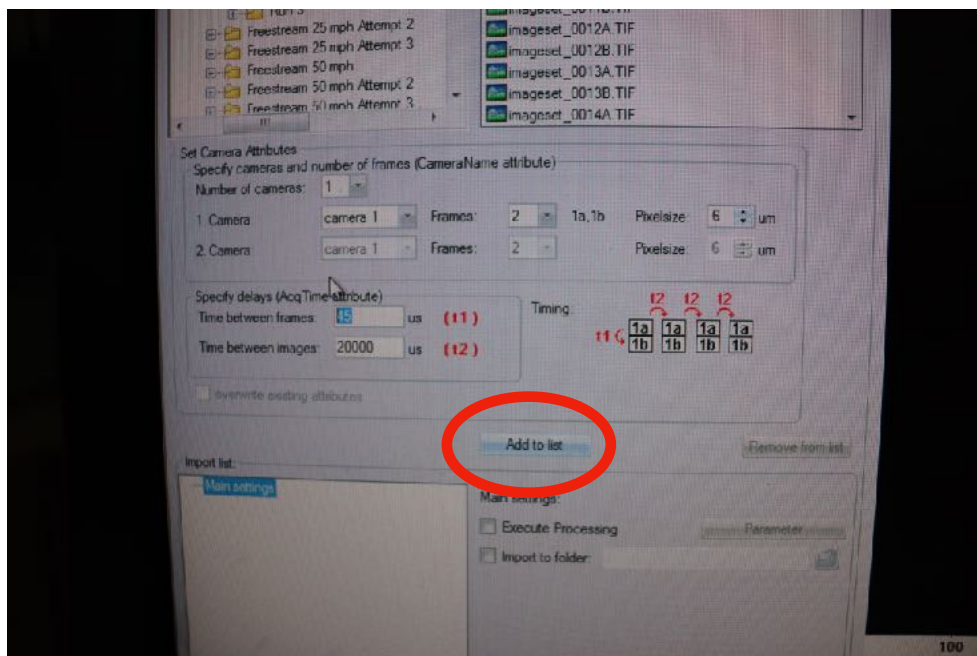 Freestream 25 mph Attempt 2
Freestream 25 mph Attempt 3
Freestream 50 mph
Freestream 50 mph Attempt 2
Freestream 50 mph Attempt 3
imageset_0012A.TIF
imageset_0012B.TIF
imageset_0013A.TIF
imageset_0013B.TIF
imageset_0014A.TIF
Set Camera Attributes
Specify cameras and number of frames (CameraName attribute)
Number of cameras: 1
1. Camera camera 1 Frames: 2 1a,1b Pixelsize: 6 um
2. Camera camera 1 Frames: 2 Pixelsize: 6 um
Specify delays (AcqTime attribute)
Time between frames: 45 us (t1)
Time between images: 20000 us (t2)
Timing:
t2 t2 t2
t1 1a 1a 1a 1a
1b 1b 1b 1b
overwrite existing attributes
Add to list
Remove from list
Import list:
Main settings
Main settings:
Execute Processing
Parameter
Import to folder:
100